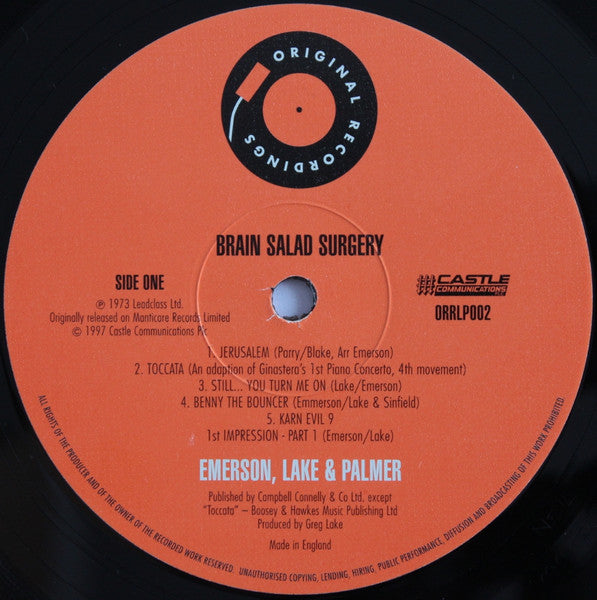 ORIGINAL RECORDINGS
BRAIN SALAD SURGERY
SIDE ONE
℗ 1973 Leadclass Ltd.
Originally released on Manticore Records Limited
© 1997 Castle Communications Plc
CASTLE
COMMUNICATIONS
PLC
ORRLP002
1. JERUSALEM (Parry/Blake, Arr Emerson)
2. TOCCATA (An adaption of Ginastera's 1st Piano Concerto, 4th movement)
3. STILL... YOU TURN ME ON (Lake/Emerson)
4. BENNY THE BOUNCER (Emmerson/Lake & Sinfield)
5. KARN EVIL 9
1st IMPRESSION - PART 1 (Emerson/Lake)
EMERSON, LAKE & PALMER
Published by Campbell Connelly & Co Ltd. except
"Toccata" – Boosey & Hawkes Music Publishing Ltd
Produced by Greg Lake
Made in England
ALL RIGHTS OF THE PRODUCER AND OF THE OWNER OF THE RECORDED WORK RESERVED. UNAUTHORISED COPYING, LENDING, HIRING, PUBLIC PERFORMANCE, DIFFUSION AND BROADCASTING OF THIS WORK PROHIBITED.